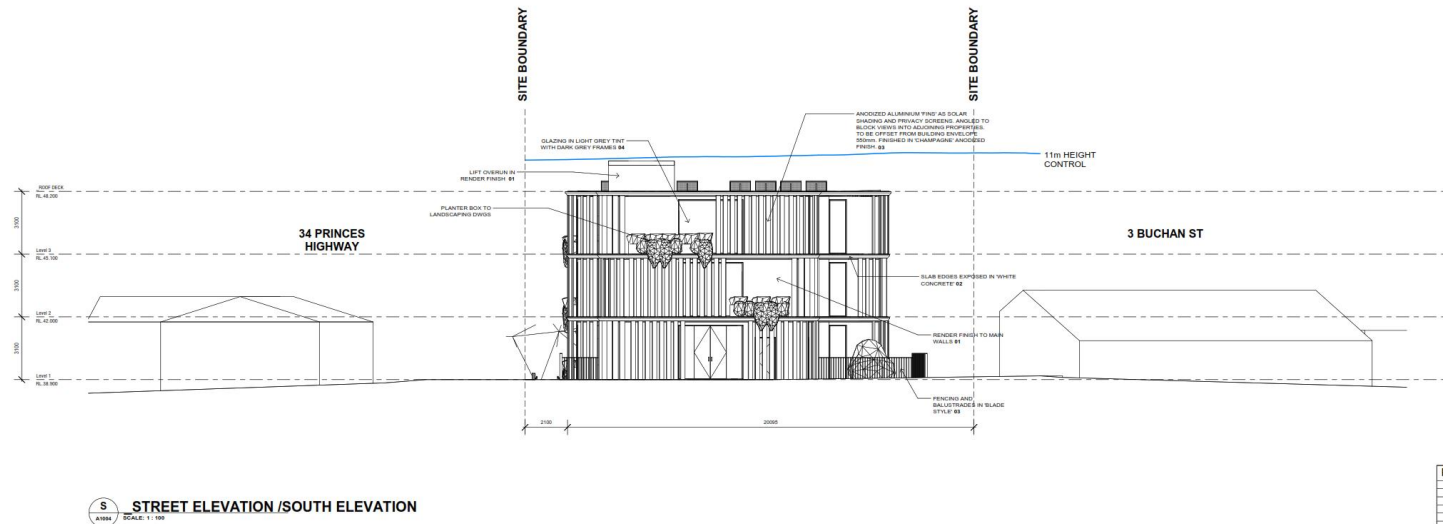 SITE BOUNDARY
SITE BOUNDARY
ANODIZED ALUMINIUM 'FINS' AS SOLAR
SHADING AND PRIVACY SCREENS. ANGLED TO
BLOCK VIEWS INTO ADJOINING PROPERTIES.
TO BE OFFSET FROM BUILDING ENVELOPE
550mm. FINISHED IN 'CHAMPAGNE' ANODIZED
FINISH. 03
GLAZING IN LIGHT GREY TINT
WITH DARK GREY FRAMES 04
11m HEIGHT
CONTROL
LIFT OVERUN IN
RENDER FINISH 01
ROOF DECK
RL 48.200
PLANTER BOX TO
LANDSCAPING DWGS
3100
34 PRINCES
HIGHWAY
3 BUCHAN ST
Level 3
RL 45.100
SLAB EDGES EXPOSED IN 'WHITE
CONCRETE' 02
3100
Level 2
RL 42.000
RENDER FINISH TO MAIN
WALLS 01
3100
Level 1
RL 38.900
FENCING AND
BALUSTRADES IN 'BLADE
STYLE' 03
2100
20095
S
A1004
_STREET ELEVATION /SOUTH ELEVATION
SCALE: 1 : 100